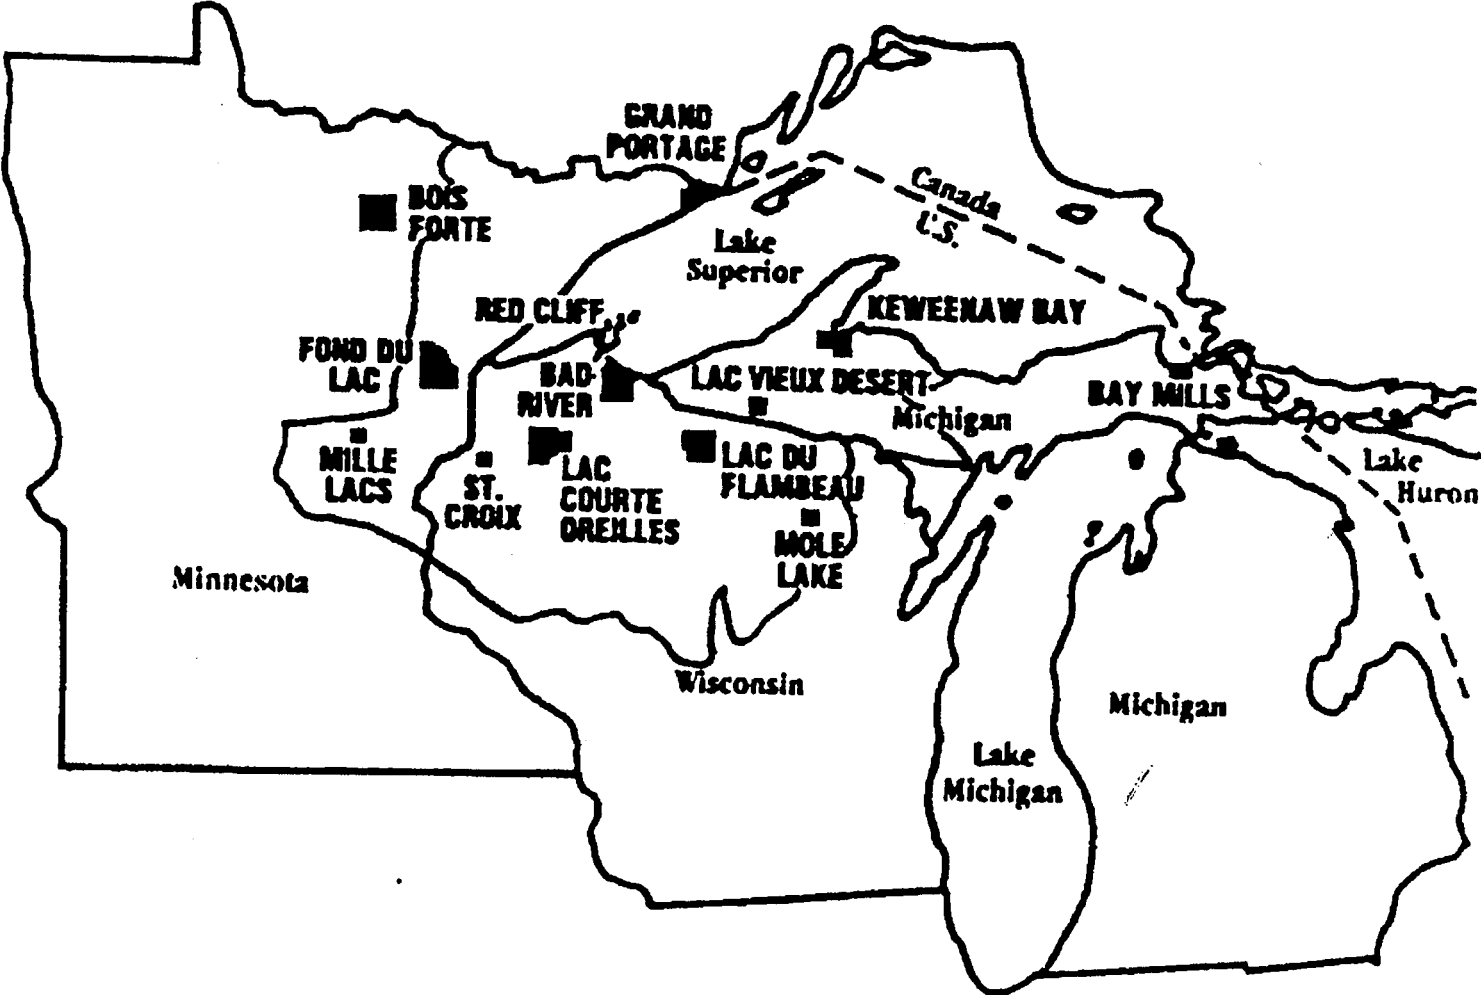 GRAND
PORTAGE
BOIS
FORTE
Canada
U.S.
Lake
Superior
RED CLIFF
KEWEENAW BAY
FOND DU
LAC
BAD
RIVER
LAC VIEUX DESERT
BAY MILLS
Michigan
MILLE
LACS
ST.
CROIX
LAC
COURTE
OREILLES
LAC DU
FLAMBEAU
MOLE
LAKE
Lake
Huron
Minnesota
Wisconsin
Michigan
Lake
Michigan